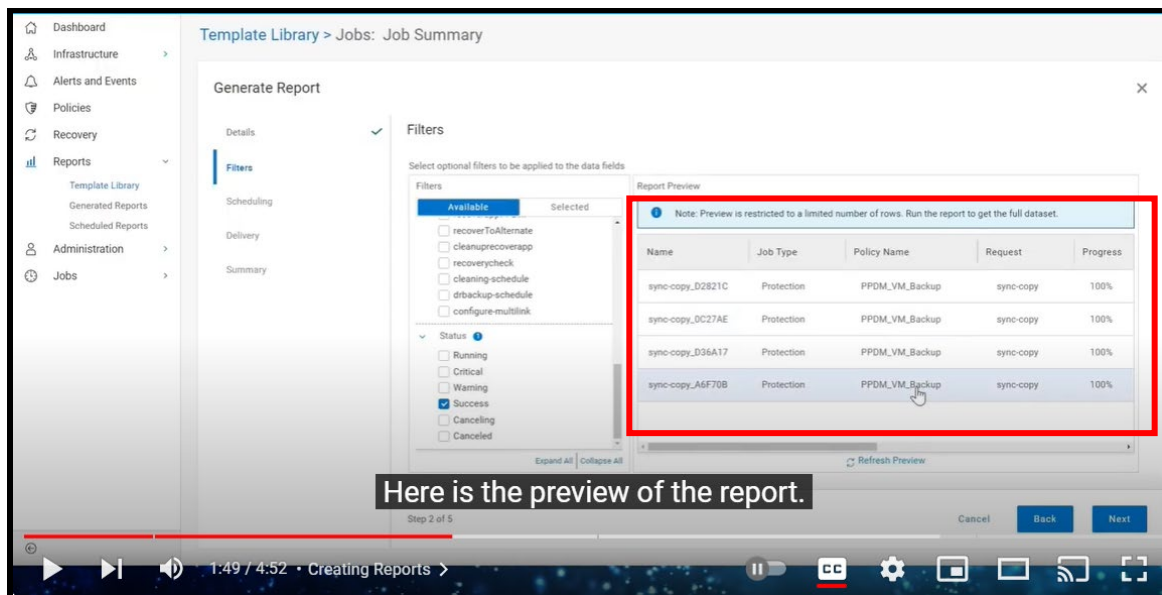 Dashboard
Infrastructure
Alerts and Events
Policies
Recovery
Reports
Template Library
Generated Reports
Scheduled Reports
Administration
Jobs
Template Library > Jobs: Job Summary
Generate Report
Details
Filters
Scheduling
Delivery
Summary
Filters
Select optional filters to be applied to the data fields
Filters
Available Selected
recoverToAlternate
cleanuprecoverapp
recoverycheck
cleaning-schedule
drbackup-schedule
configure-multilink
Status 1
Running
Critical
Warning
Success
Canceling
Canceled
Expand All Collapse All
Report Preview
Note: Preview is restricted to a limited number of rows. Run the report to get the full dataset.
Name Job Type Policy Name Request Progress
sync-copy_D2821C Protection PPDM_VM_Backup sync-copy 100%
sync-copy_0C27AE Protection PPDM_VM_Backup sync-copy 100%
sync-copy_D36A17 Protection PPDM_VM_Backup sync-copy 100%
sync-copy_A6F70B Protection PPDM_VM_Backup sync-copy 100%
Refresh Preview
Here is the preview of the report.
Step 2 of 5
Cancel Back Next
1:49 / 4:52 • Creating Reports >
CC